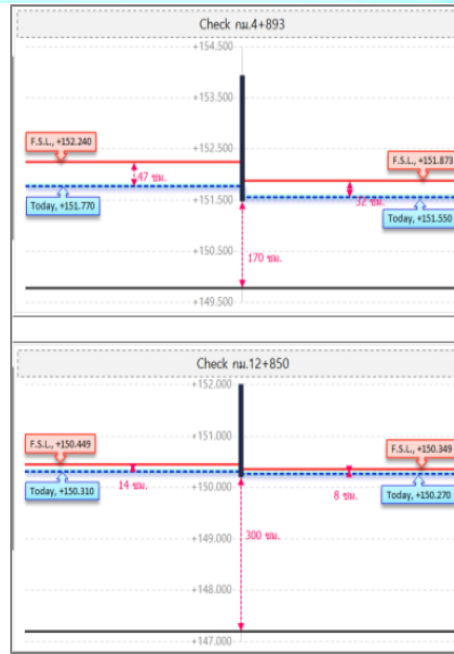 Check กม.4+893
+154.500
+153.500
+152.500
F.S.L., +152.240
F.S.L., +151.873
47 ซม.
32 ซม.
Today, +151.770
+151.500
Today, +151.550
+150.500
170 ซม.
+149.500
Check กม.12+850
+152.000
+151.000
F.S.L., +150.449
F.S.L., +150.349
Today, +150.310
14 ซม.
+150.000
8 ซม.
Today, +150.270
+149.000
300 ซม.
+148.000
+147.000